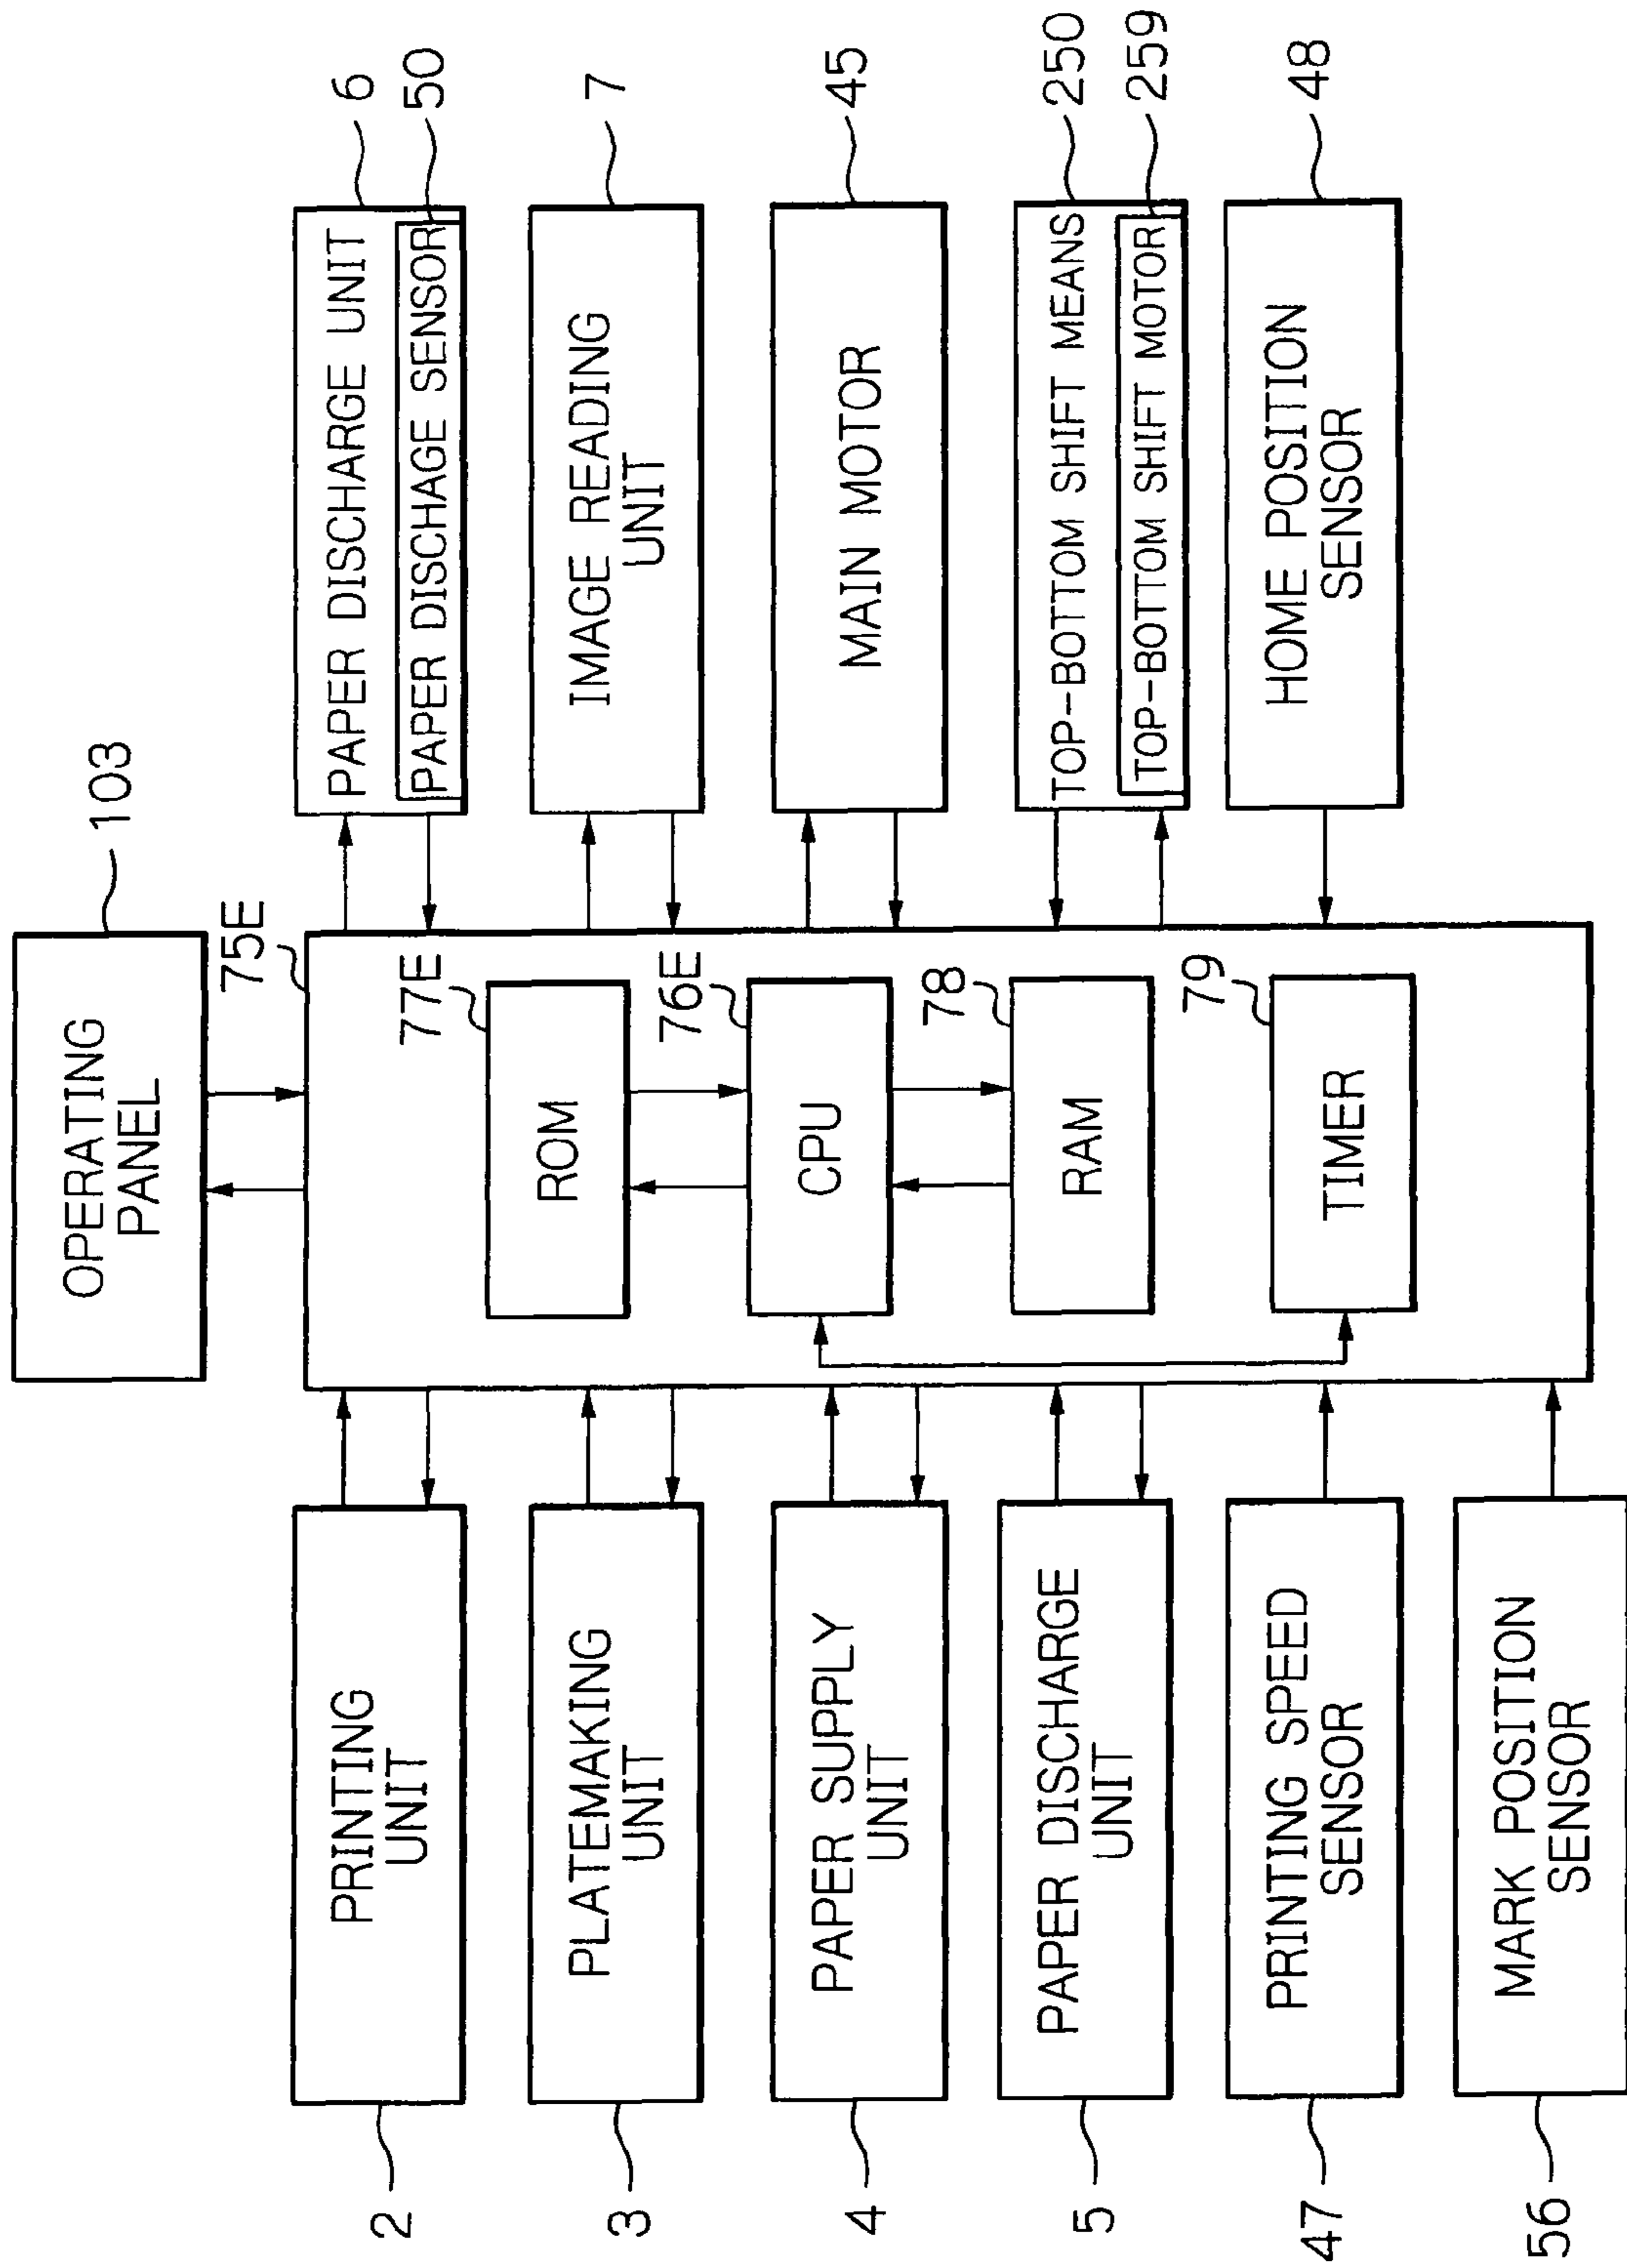 OPERATING
PANEL
103
75E
2
PRINTING
UNIT
3
PLATEMAKING
UNIT
4
PAPER SUPPLY
UNIT
5
PAPER DISCHARGE
UNIT
47
PRINTING SPEED
SENSOR
56
MARK POSITION
SENSOR
77E
ROM
76E
CPU
78
RAM
79
TIMER
PAPER DISCHARGE UNIT
6
PAPER DISCHAGE SENSOR
50
IMAGE READING
UNIT
7
MAIN MOTOR
45
TOP-BOTTOM SHIFT MEANS
250
TOP-BOTTOM SHIFT MOTOR
259
HOME POSITION
SENSOR
48